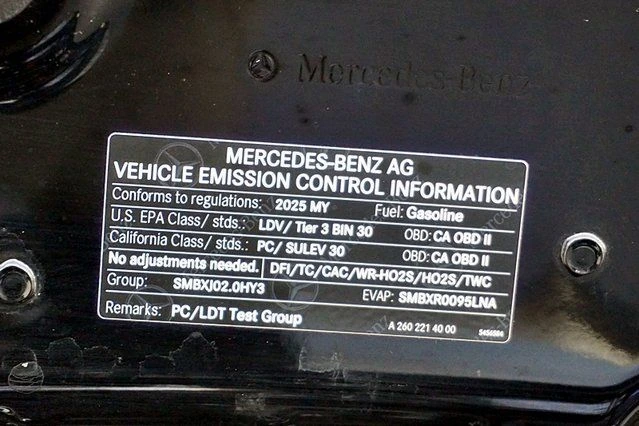 Mercedes-Benz
MERCEDES-BENZ AG
VEHICLE EMISSION CONTROL INFORMATION
Conforms to regulations: 2025 MY Fuel: Gasoline
U.S. EPA Class/ stds.: LDV/ Tier 3 BIN 30 OBD: CA OBD II
California Class/ stds.: PC/ SULEV 30 OBD: CA OBD II
No adjustments needed. DFI/TC/CAC/WR-HO2S/HO2S/TWC
Group: SMBXJ02.0HY3 EVAP: SMBXR0095LNA
Remarks: PC/LDT Test Group A 260 221 40 00